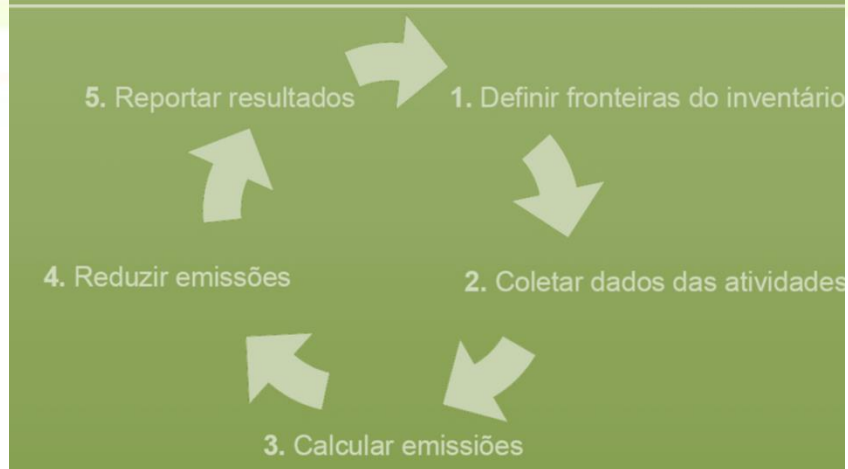 5. Reportar resultados
1. Definir fronteiras do inventário
4. Reduzir emissões
2. Coletar dados das atividades
3. Calcular emissiões